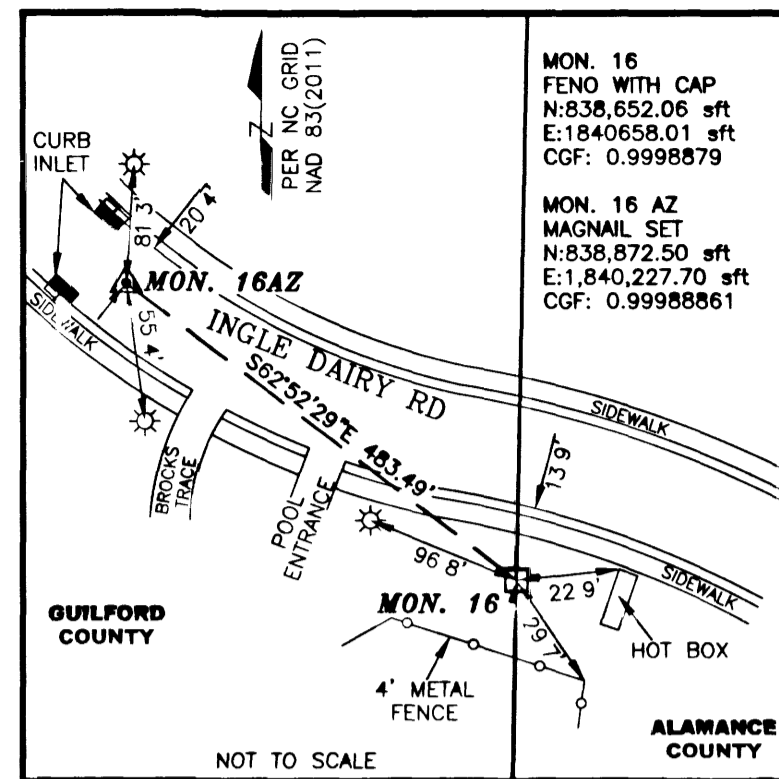 MON. 16
FENO WITH CAP
N:838,652.06 sft
E:1840658.01 sft
CGF: 0.9998879
MON. 16 AZ
MAGNAIL SET
N:838,872.50 sft
E:1,840,227.70 sft
CGF: 0.99988861
PER NC GRID
NAD 83(2011)
N
CURB
INLET
81 3'
20 4'
MON. 16AZ
55 4'
SIDEWALK
INGLE DAIRY RD
S62°52'29"E 483.49'
SIDEWALK
BROCKS
TRACE
POOL
ENTRANCE
13 9'
96 8'
22 9'
SIDEWALK
MON. 16
29 7'
HOT BOX
GUILFORD
COUNTY
4' METAL
FENCE
ALAMANCE
COUNTY
NOT TO SCALE